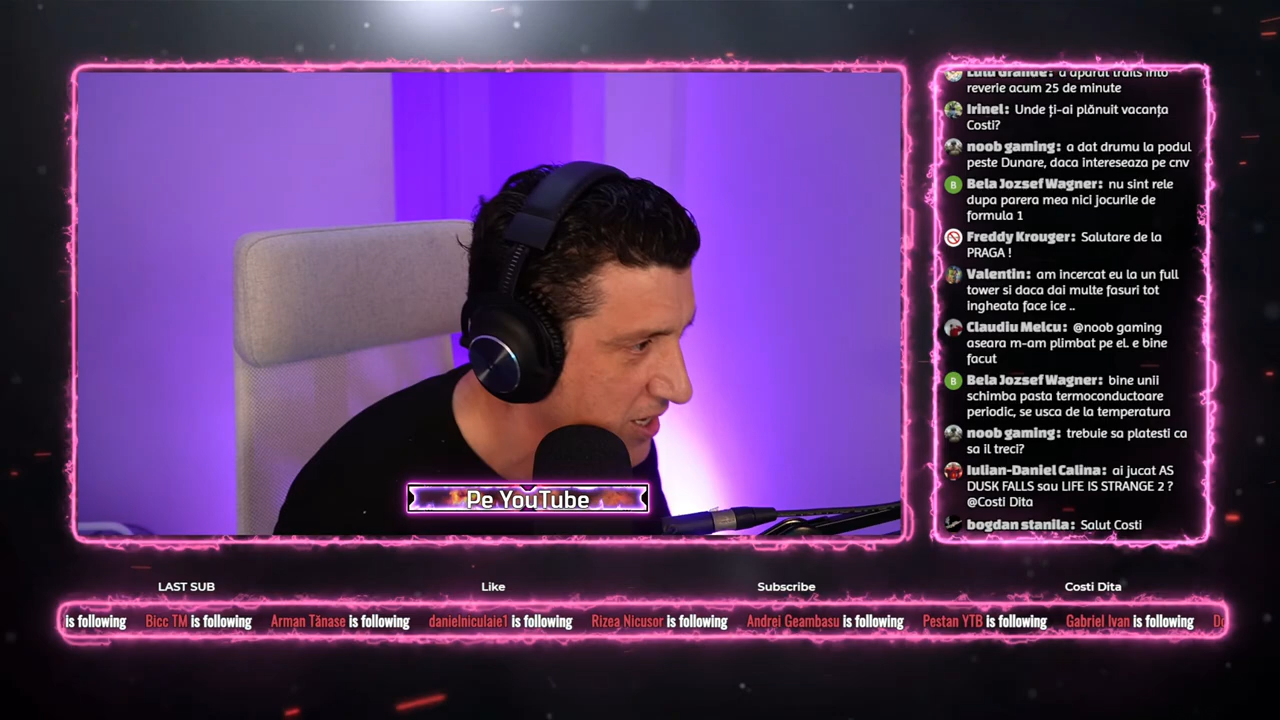 Lulu Grande: a aparut traits into
reverie acum 25 de minute
Irinel: Unde ți-ai plănuit vacanța
Costi?
noob gaming: a dat drumu la podul
peste Dunare, daca intereseaza pe cnv
B Bela Jozsef Wagner: nu sint rele
dupa parera mea nici jocurile de
formula 1
Freddy Krouger: Salutare de la
PRAGA !
Valentin: am incercat eu la un full
tower si daca dai multe fasuri tot
ingheata face ice ..
Claudiu Melcu: @noob gaming
aseara m-am plimbat pe el. e bine
facut
B Bela Jozsef Wagner: bine unii
schimba pasta termoconductoare
periodic, se usca de la temperatura
noob gaming: trebuie sa platesti ca
sa il treci?
Iulian-Daniel Calina: ai jucat AS
DUSK FALLS sau LIFE IS STRANGE 2 ?
@Costi Dita
bogdan stanila: Salut Costi
Pe YouTube
LAST SUB Like Subscribe Costi Dita
is following Bicc TM is following Arman Tănase is following danielniculaie1 is following Rizea Nicusor is following Andrei Geambasu is following Pestan YTB is following Gabriel Ivan is following